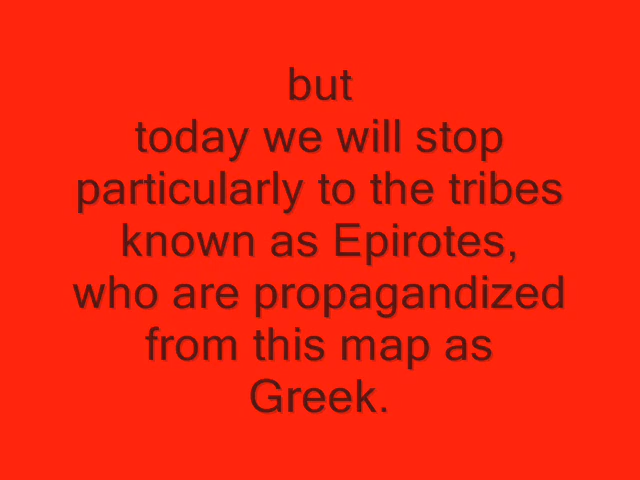 but
today we will stop
particularly to the tribes
known as Epirotes,
who are propagandized
from this map as
Greek.